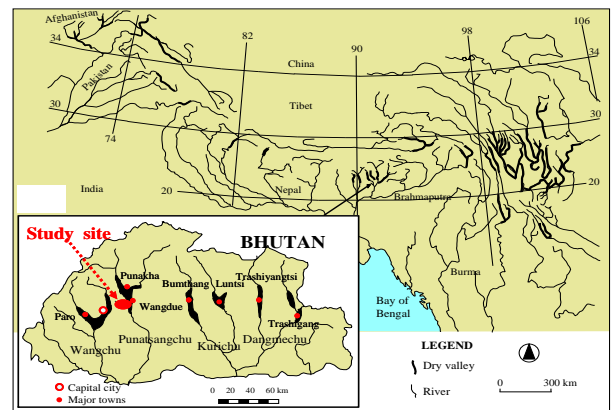 Afghanistan
34
Pakistan
30
74
82
China
90
98
106
34
Tibet
30
India
20
Nepal
Brahmaputra
20
Burma
Bay of
Bengal
Study site
BHUTAN
Punakha
Bumthang
Luntsi
Trashiyangtsi
Wangdue
Paro
Trashigang
Wangchu
Punatsangchu
Kurichu
Dangmechu
Capital city
Major towns
0 20 40 60 km
LEGEND
Dry valley
River
0 300 km